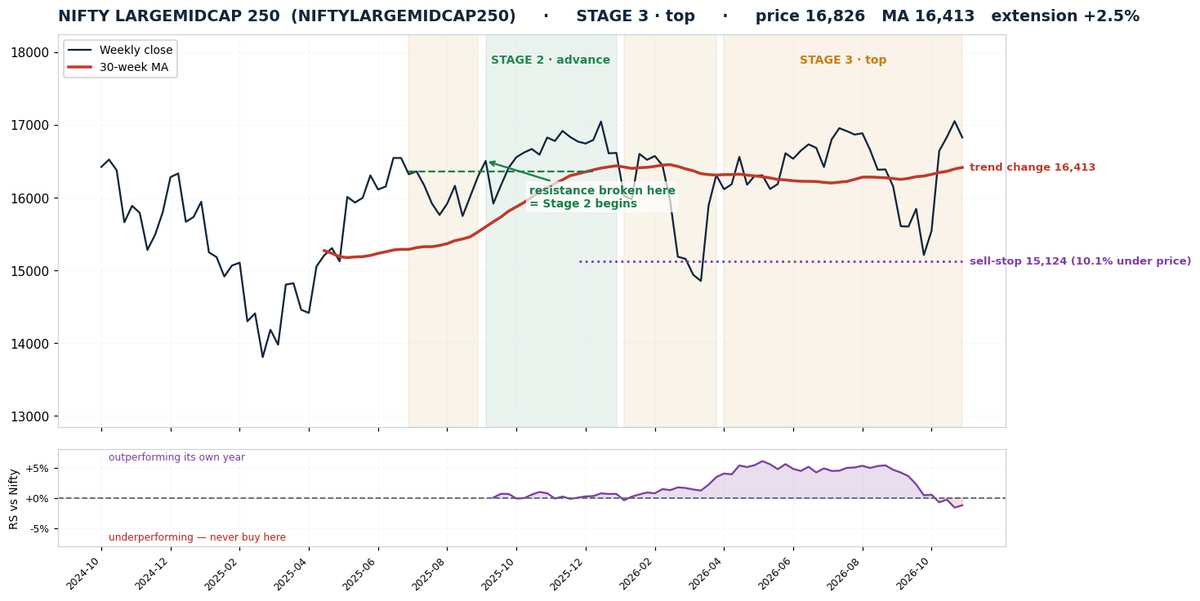 NIFTY LARGEMIDCAP 250 (NIFTYLARGEMIDCAP250) · STAGE 3 · top · price 16,826 MA 16,413 extension +2.5%
Weekly close
30-week MA
STAGE 2 · advance
STAGE 3 · top
18000
17000
16000
15000
14000
13000
trend change 16,413
resistance broken here
= Stage 2 begins
sell-stop 15,124 (10.1% under price)
RS vs Nifty
+5%
+0%
-5%
outperforming its own year
underperforming — never buy here
2024-10
2024-12
2025-02
2025-04
2025-06
2025-08
2025-10
2025-12
2026-02
2026-04
2026-06
2026-08
2026-10